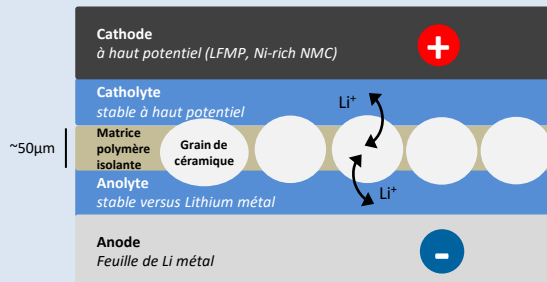 Cathode
à haut potentiel (LFMP, Ni-rich NMC)
+
Catholyte
stable à haut potentiel
Li⁺
~50µm
Matrice
polymère
isolante
Grain de
céramique
Anolyte
stable versus Lithium métal
Li⁺
Anode
Feuille de Li métal
-